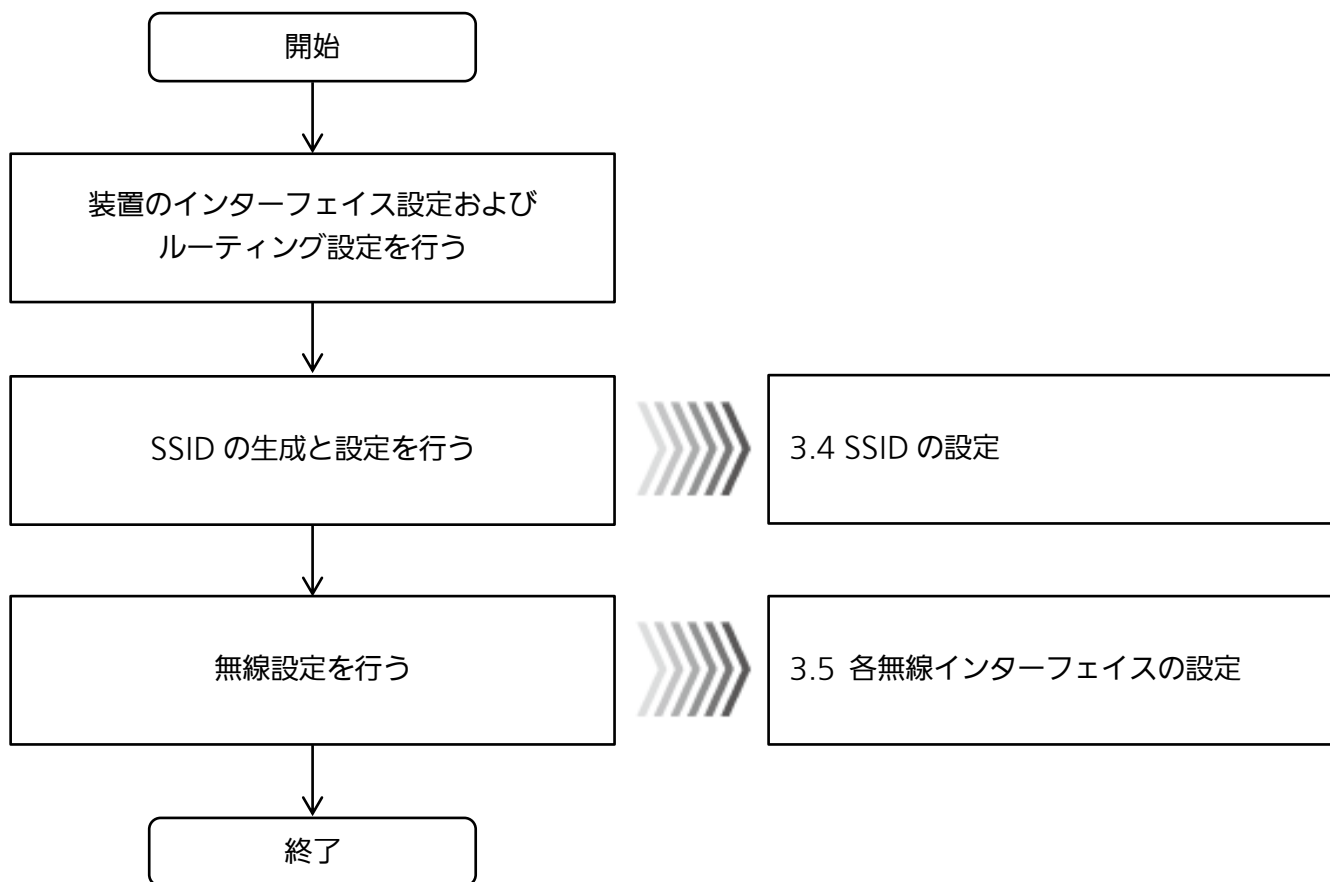 開始
装置のインターフェイス設定および
ルーティング設定を行う
SSID の生成と設定を行う
3.4 SSID の設定
無線設定を行う
3.5 各無線インターフェイスの設定
終了